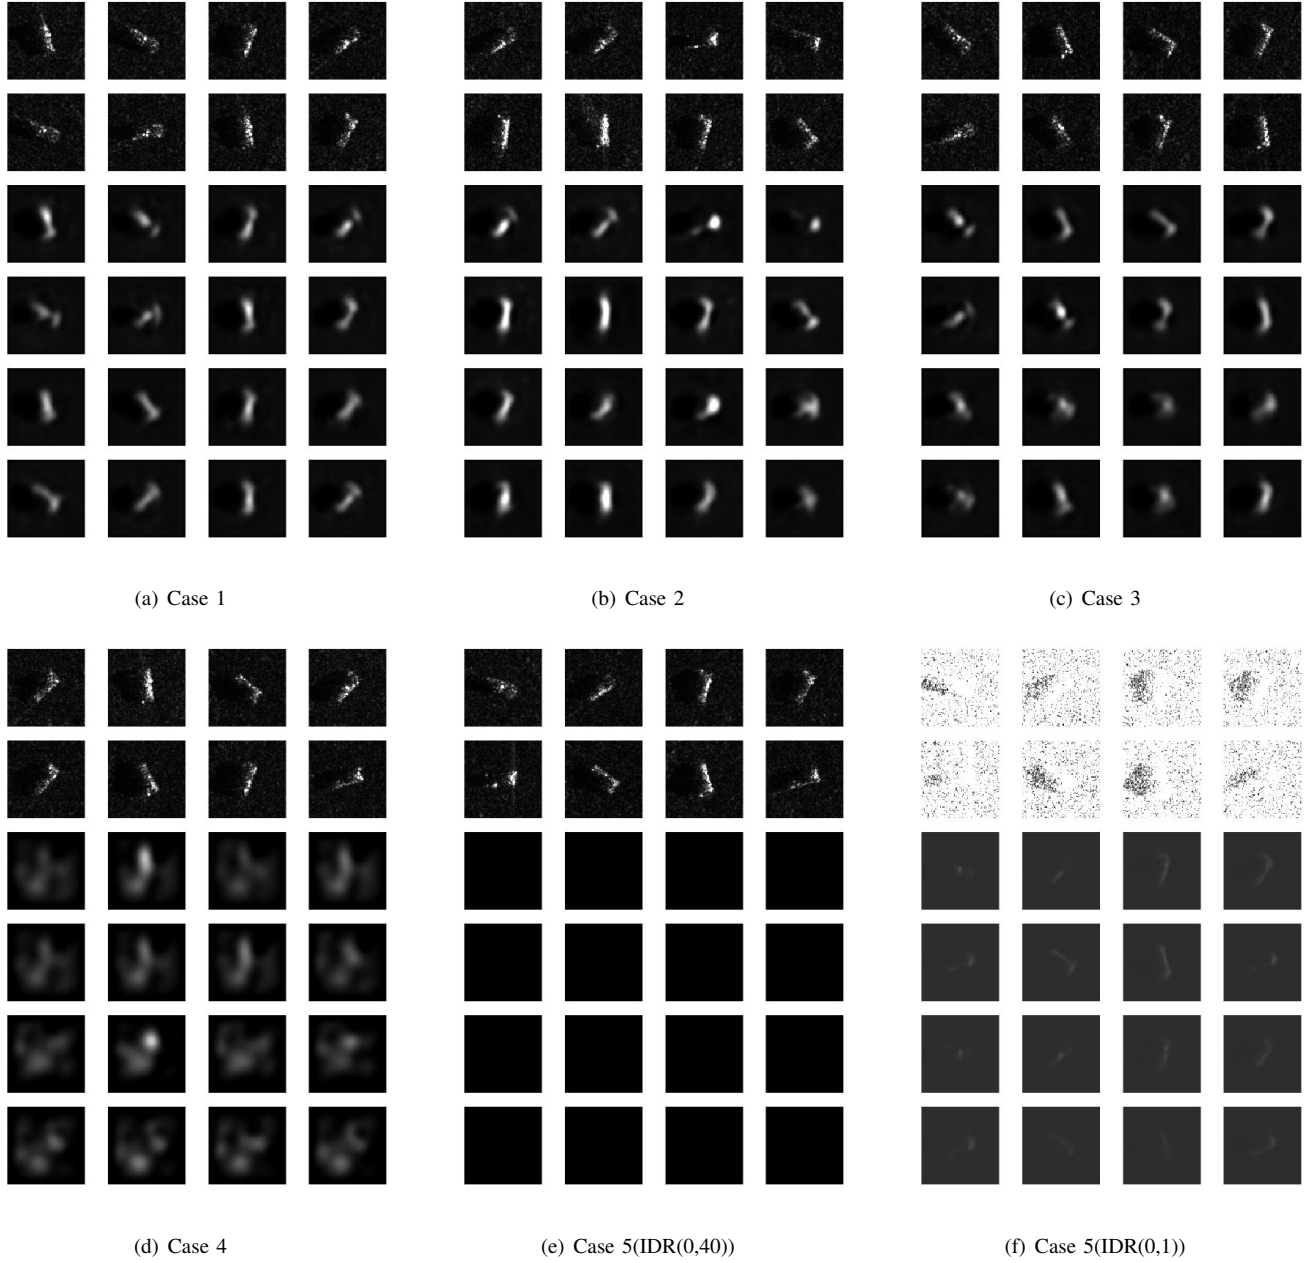 (a) Case 1
(b) Case 2
(c) Case 3
(d) Case 4
(e) Case 5(IDR(0,40))
(f) Case 5(IDR(0,1))